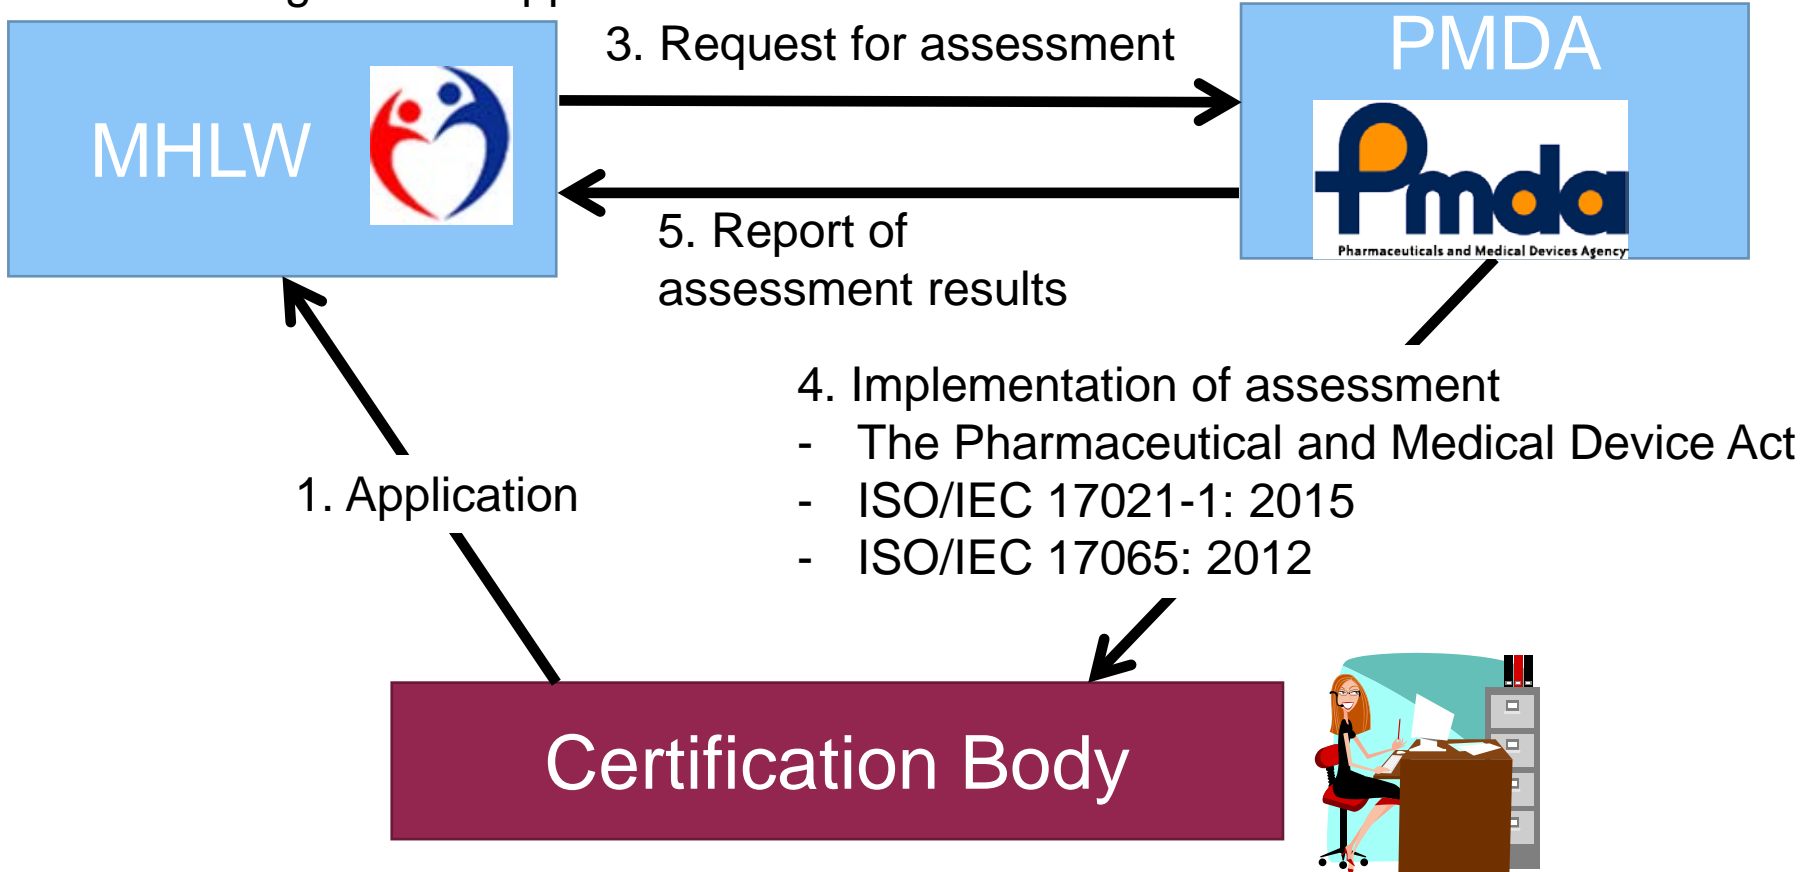 3. Request for assessment
PMDA
MHLW
Pmda
Pharmaceuticals and Medical Devices Agency
5. Report of
assessment results
4. Implementation of assessment
- The Pharmaceutical and Medical Device Act
- ISO/IEC 17021-1: 2015
- ISO/IEC 17065: 2012
1. Application
Certification Body